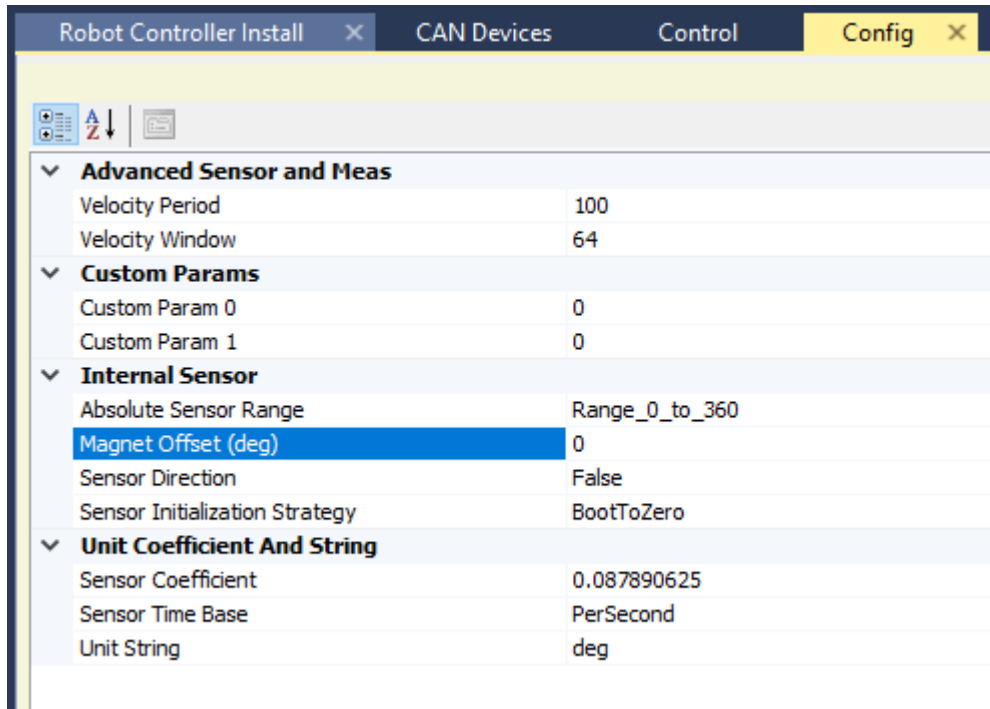 Robot Controller Install CAN Devices Control Config
Advanced Sensor and Meas
Velocity Period 100
Velocity Window 64
Custom Params
Custom Param 0 0
Custom Param 1 0
Internal Sensor
Absolute Sensor Range Range_0_to_360
Magnet Offset (deg) 0
Sensor Direction False
Sensor Initialization Strategy BootToZero
Unit Coefficient And String
Sensor Coefficient 0.087890625
Sensor Time Base PerSecond
Unit String deg